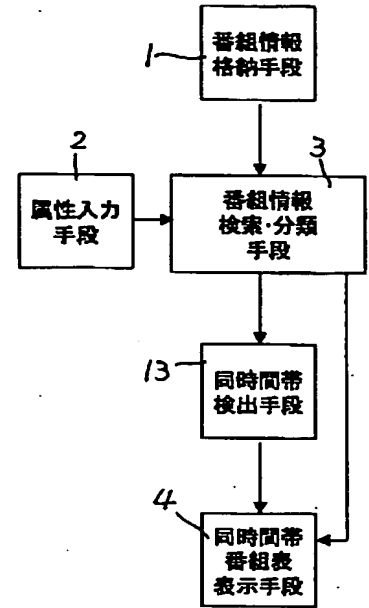 1
番組情報
格納手段
2
属性入力
手段
3
番組情報
検索・分類
手段
13
同時間帯
検出手段
4
同時間帯
番組表
表示手段